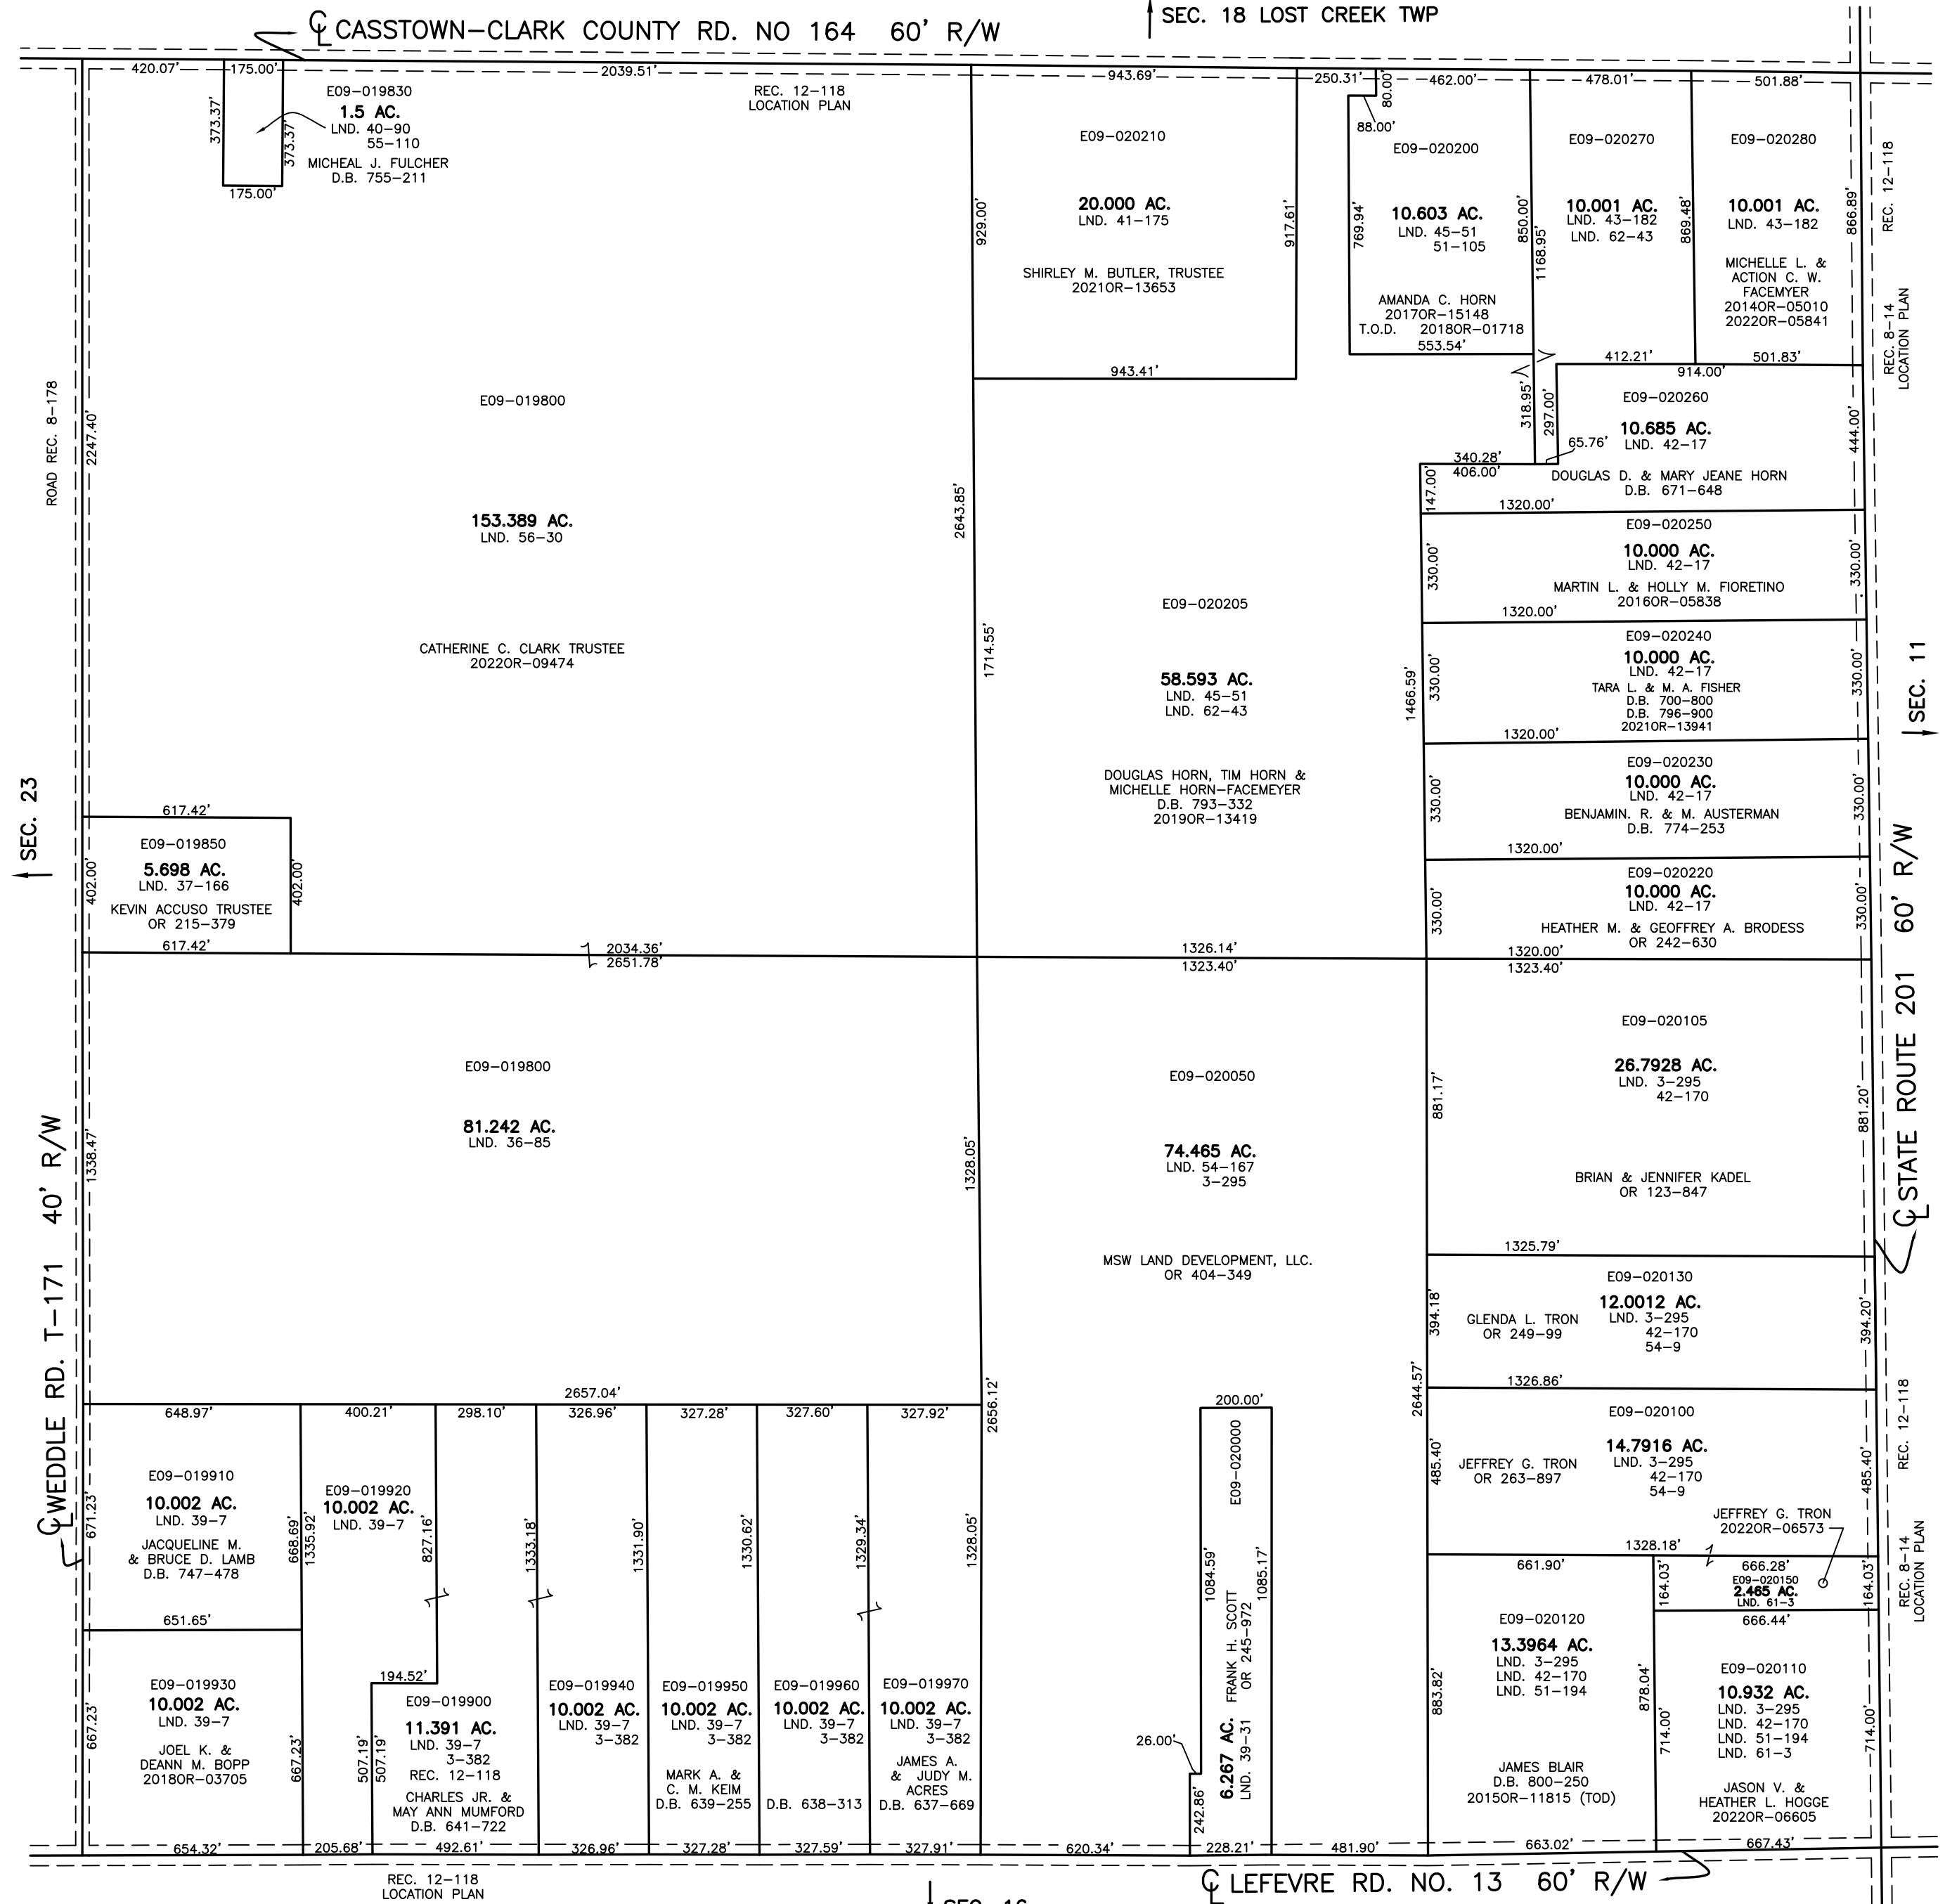 SEC. 18 LOST CREEK TWP
℄ CASSTOWN-CLARK COUNTY RD. NO 164 60' R/W
420.07'
175.00'
2039.51'
943.69'
250.31'
462.00'
478.01'
501.88'
373.37'
373.37'
175.00'
E09-019830
1.5 AC.
LND. 40-90
55-110
MICHEAL J. FULCHER
D.B. 755-211
REC. 12-118
LOCATION PLAN
E09-020210
20.000 AC.
LND. 41-175
SHIRLEY M. BUTLER, TRUSTEE
2021OR-13653
929.00'
917.61'
943.41'
80.00'
88.00'
E09-020200
10.603 AC.
LND. 45-51
51-105
AMANDA C. HORN
2017OR-15148
T.O.D. 2018OR-01718
553.54'
769.94'
850.00'
1168.95'
E09-020270
10.001 AC.
LND. 43-182
LND. 62-43
869.48'
412.21'
E09-020280
10.001 AC.
LND. 43-182
MICHELLE L. &
ACTION C. W.
FACEMYER
2014OR-05010
2022OR-05841
501.83'
866.89'
REC. 12-118
REC. 8-14
LOCATION PLAN
914.00'
E09-020260
10.685 AC.
LND. 42-17
DOUGLAS D. & MARY JEANE HORN
D.B. 671-648
318.95'
297.00'
65.76'
340.28'
406.00'
147.00'
444.00'
1320.00'
E09-020250
10.000 AC.
LND. 42-17
MARTIN L. & HOLLY M. FIORETINO
2016OR-05838
330.00'
330.00'
1320.00'
E09-020240
10.000 AC.
LND. 42-17
TARA L. & M. A. FISHER
D.B. 700-800
D.B. 796-900
2021OR-13941
330.00'
330.00'
1320.00'
E09-020230
10.000 AC.
LND. 42-17
BENJAMIN. R. & M. AUSTERMAN
D.B. 774-253
330.00'
330.00'
1320.00'
E09-020220
10.000 AC.
LND. 42-17
HEATHER M. & GEOFFREY A. BRODESS
OR 242-630
330.00'
330.00'
1320.00'
1323.40'
1466.59'
SEC. 11
ROAD REC. 8-178
2247.40'
E09-019800
153.389 AC.
LND. 56-30
CATHERINE C. CLARK TRUSTEE
2022OR-09474
2643.85'
1714.55'
E09-020205
58.593 AC.
LND. 45-51
LND. 62-43
DOUGLAS HORN, TIM HORN &
MICHELLE HORN-FACEMEYER
D.B. 793-332
2019OR-13419
SEC. 23
617.42'
E09-019850
5.698 AC.
LND. 37-166
KEVIN ACCUSO TRUSTEE
OR 215-379
402.00'
402.00'
617.42'
2034.36'
2651.78'
1326.14'
1323.40'
E09-019800
81.242 AC.
LND. 36-85
1338.47'
1328.05'
2657.04'
2656.12'
E09-020050
74.465 AC.
LND. 54-167
3-295
MSW LAND DEVELOPMENT, LLC.
OR 404-349
2644.57'
E09-020105
26.7928 AC.
LND. 3-295
42-170
BRIAN & JENNIFER KADEL
OR 123-847
881.17'
881.20'
1325.79'
E09-020130
12.0012 AC.
LND. 3-295
42-170
54-9
GLENDA L. TRON
OR 249-99
394.18'
394.20'
1326.86'
E09-020100
14.7916 AC.
LND. 3-295
42-170
54-9
JEFFREY G. TRON
OR 263-897
485.40'
485.40'
1328.18'
JEFFREY G. TRON
2022OR-06573
661.90'
666.28'
E09-020150
2.465 AC.
LND. 61-3
164.03'
164.03'
666.44'
E09-020120
13.3964 AC.
LND. 3-295
LND. 42-170
LND. 51-194
JAMES BLAIR
D.B. 800-250
2015OR-11815 (TOD)
883.82'
878.04'
714.00'
E09-020110
10.932 AC.
LND. 3-295
LND. 42-170
LND. 51-194
LND. 61-3
JASON V. &
HEATHER L. HOGGE
2022OR-06605
714.00'
℄ STATE ROUTE 201 60' R/W
REC. 12-118
REC. 8-14
LOCATION PLAN
℄ WEDDLE RD. T-171 40' R/W
648.97'
400.21'
298.10'
326.96'
327.28'
327.60'
327.92'
E09-019910
10.002 AC.
LND. 39-7
JACQUELINE M.
& BRUCE D. LAMB
D.B. 747-478
671.23'
668.69'
1335.92'
651.65'
E09-019920
10.002 AC.
LND. 39-7
827.16'
194.52'
E09-019930
10.002 AC.
LND. 39-7
JOEL K. &
DEANN M. BOPP
2018OR-03705
667.23'
667.23'
507.19'
507.19'
E09-019900
11.391 AC.
LND. 39-7
3-382
REC. 12-118
CHARLES JR. &
MAY ANN MUMFORD
D.B. 641-722
1333.18'
E09-019940
10.002 AC.
LND. 39-7
3-382
1331.90'
E09-019950
10.002 AC.
LND. 39-7
3-382
MARK A. &
C. M. KEIM
D.B. 639-255
1330.62'
E09-019960
10.002 AC.
LND. 39-7
3-382
D.B. 638-313
1329.34'
E09-019970
10.002 AC.
LND. 39-7
3-382
JAMES A.
& JUDY M.
ACRES
D.B. 637-669
1328.05'
200.00'
E09-020000
FRANK H. SCOTT
OR 245-972
6.267 AC.
LND. 39-31
1084.59'
1085.17'
26.00'
242.86'
654.32'
205.68'
492.61'
326.96'
327.28'
327.59'
327.91'
620.34'
228.21'
481.90'
663.02'
667.43'
REC. 12-118
LOCATION PLAN
℄ LEFEVRE RD. NO. 13 60' R/W
SEC. 16